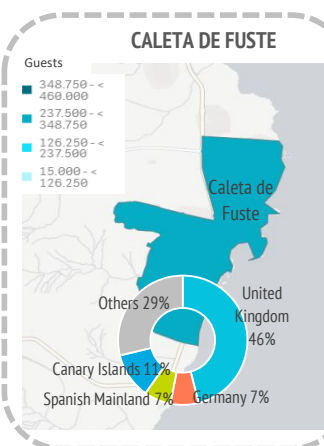 CALETA DE FUSTE
Guests
348.750 - <
460.000
237.500 - <
348.750
126.250 - <
237.500
15.000 - <
126.250
Caleta de
Fuste
Others 29%
United
Kingdom
46%
Canary Islands 11%
Spanish Mainland 7%
Germany 7%